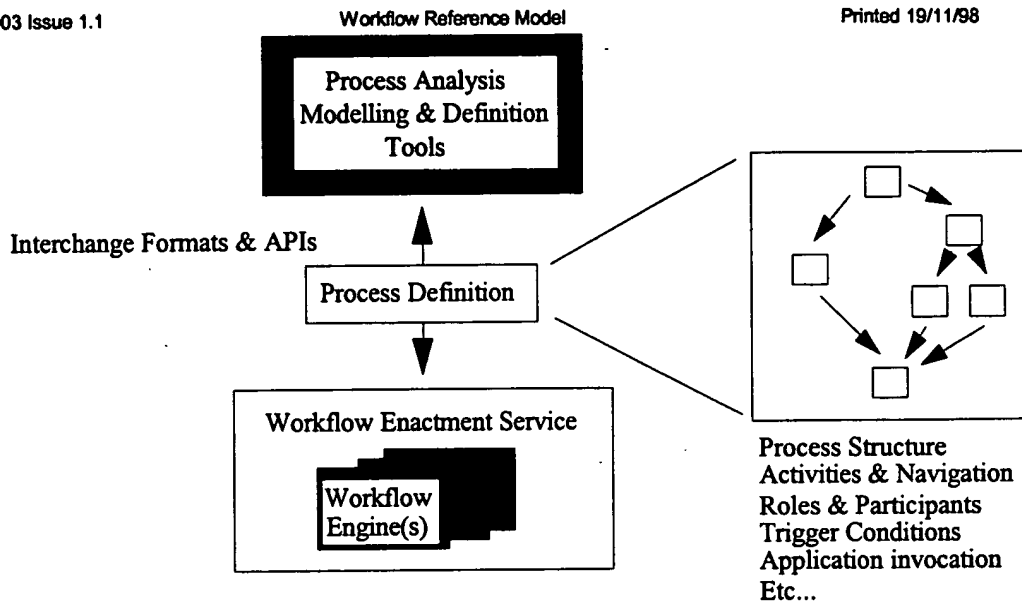 03 Issue 1.1
Workflow Reference Model
Printed 19/11/98
Process Analysis
Modelling & Definition
Tools
Interchange Formats & APIs
Process Definition
Workflow Enactment Service
Workflow
Engine(s)
Process Structure
Activities & Navigation
Roles & Participants
Trigger Conditions
Application invocation
Etc...